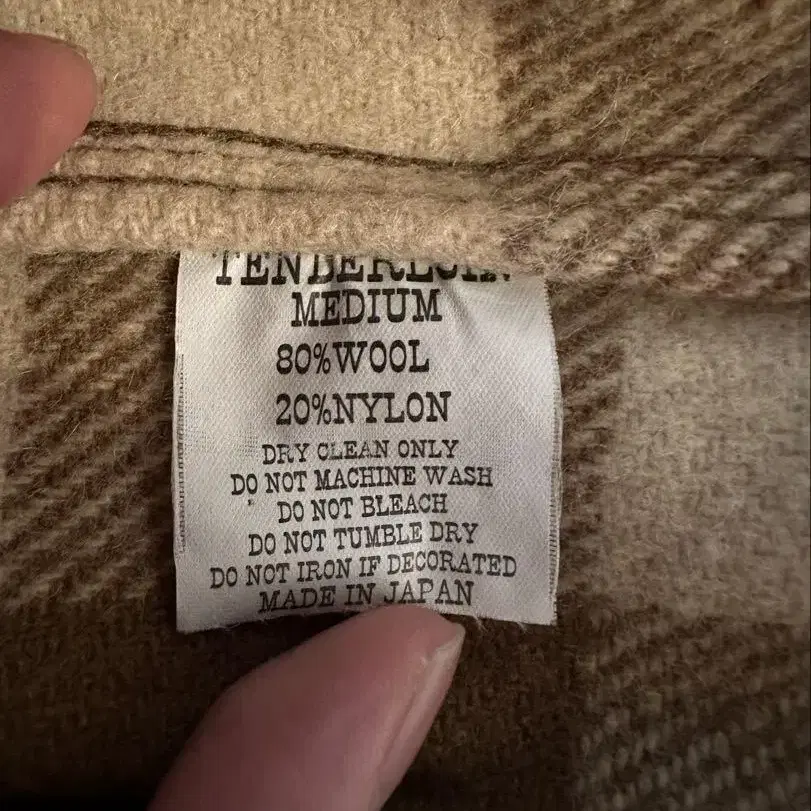 TENDERLOIN
MEDIUM
80%WOOL
20%NYLON
DRY CLEAN ONLY
DO NOT MACHINE WASH
DO NOT BLEACH
DO NOT TUMBLE DRY
DO NOT IRON IF DECORATED
MADE IN JAPAN